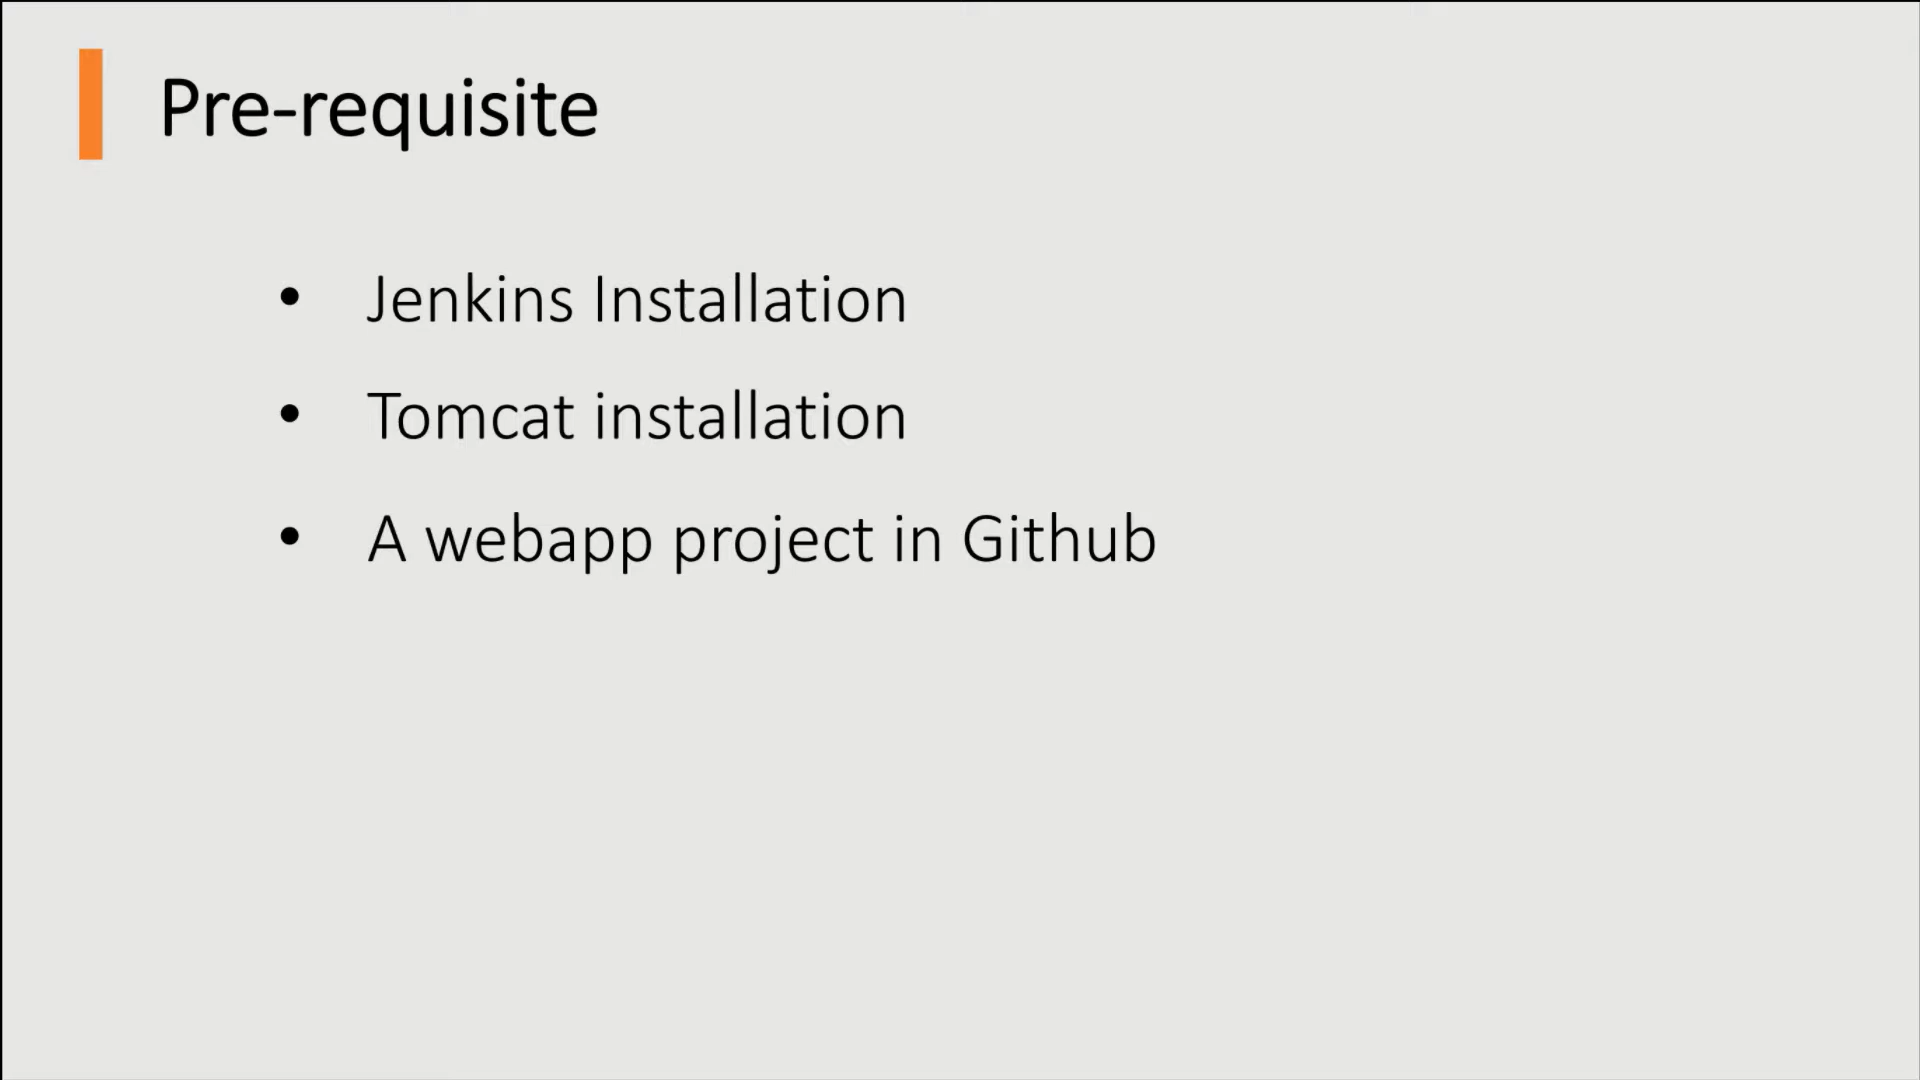 Pre-requisite
• Jenkins Installation
• Tomcat installation
• A webapp project in Github